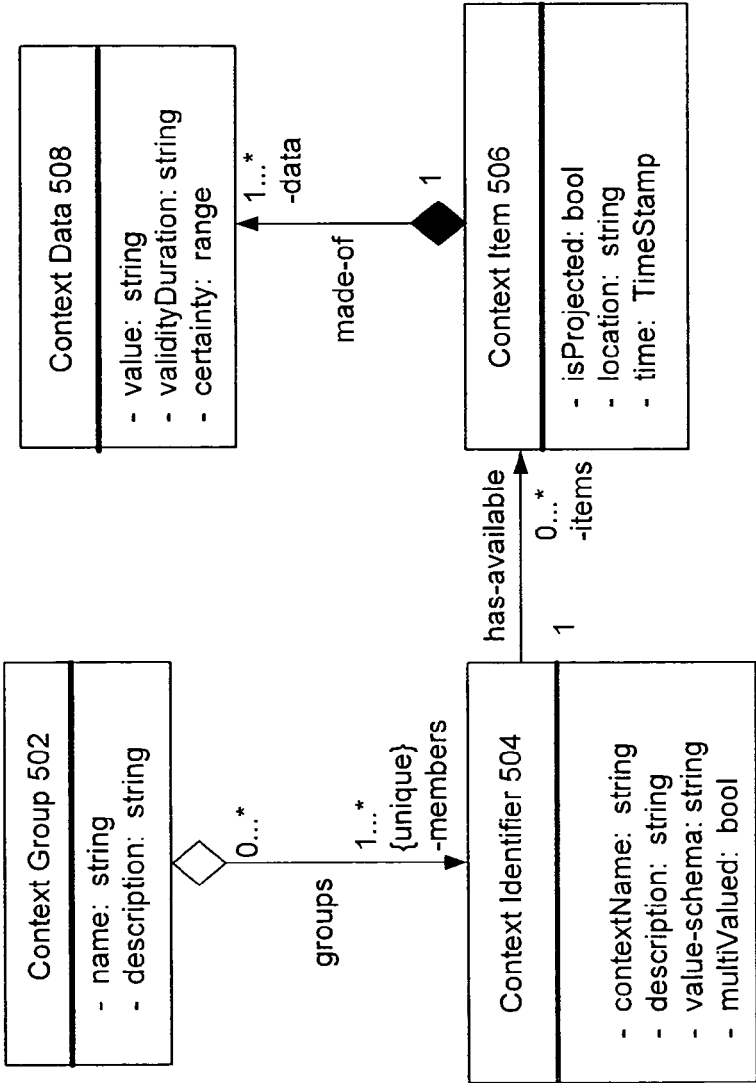 Context Group 502
- name: string
- description: string
groups
0...*
1...*
{unique}
-members
Context Identifier 504
- contextName: string
- description: string
- value-schema: string
- multiValued: bool
has-available
1
0...*
-items
Context Data 508
- value: string
- validityDuration: string
- certainty: range
made-of
1...*
-data
1
Context Item 506
- isProjected: bool
- location: string
- time: TimeStamp